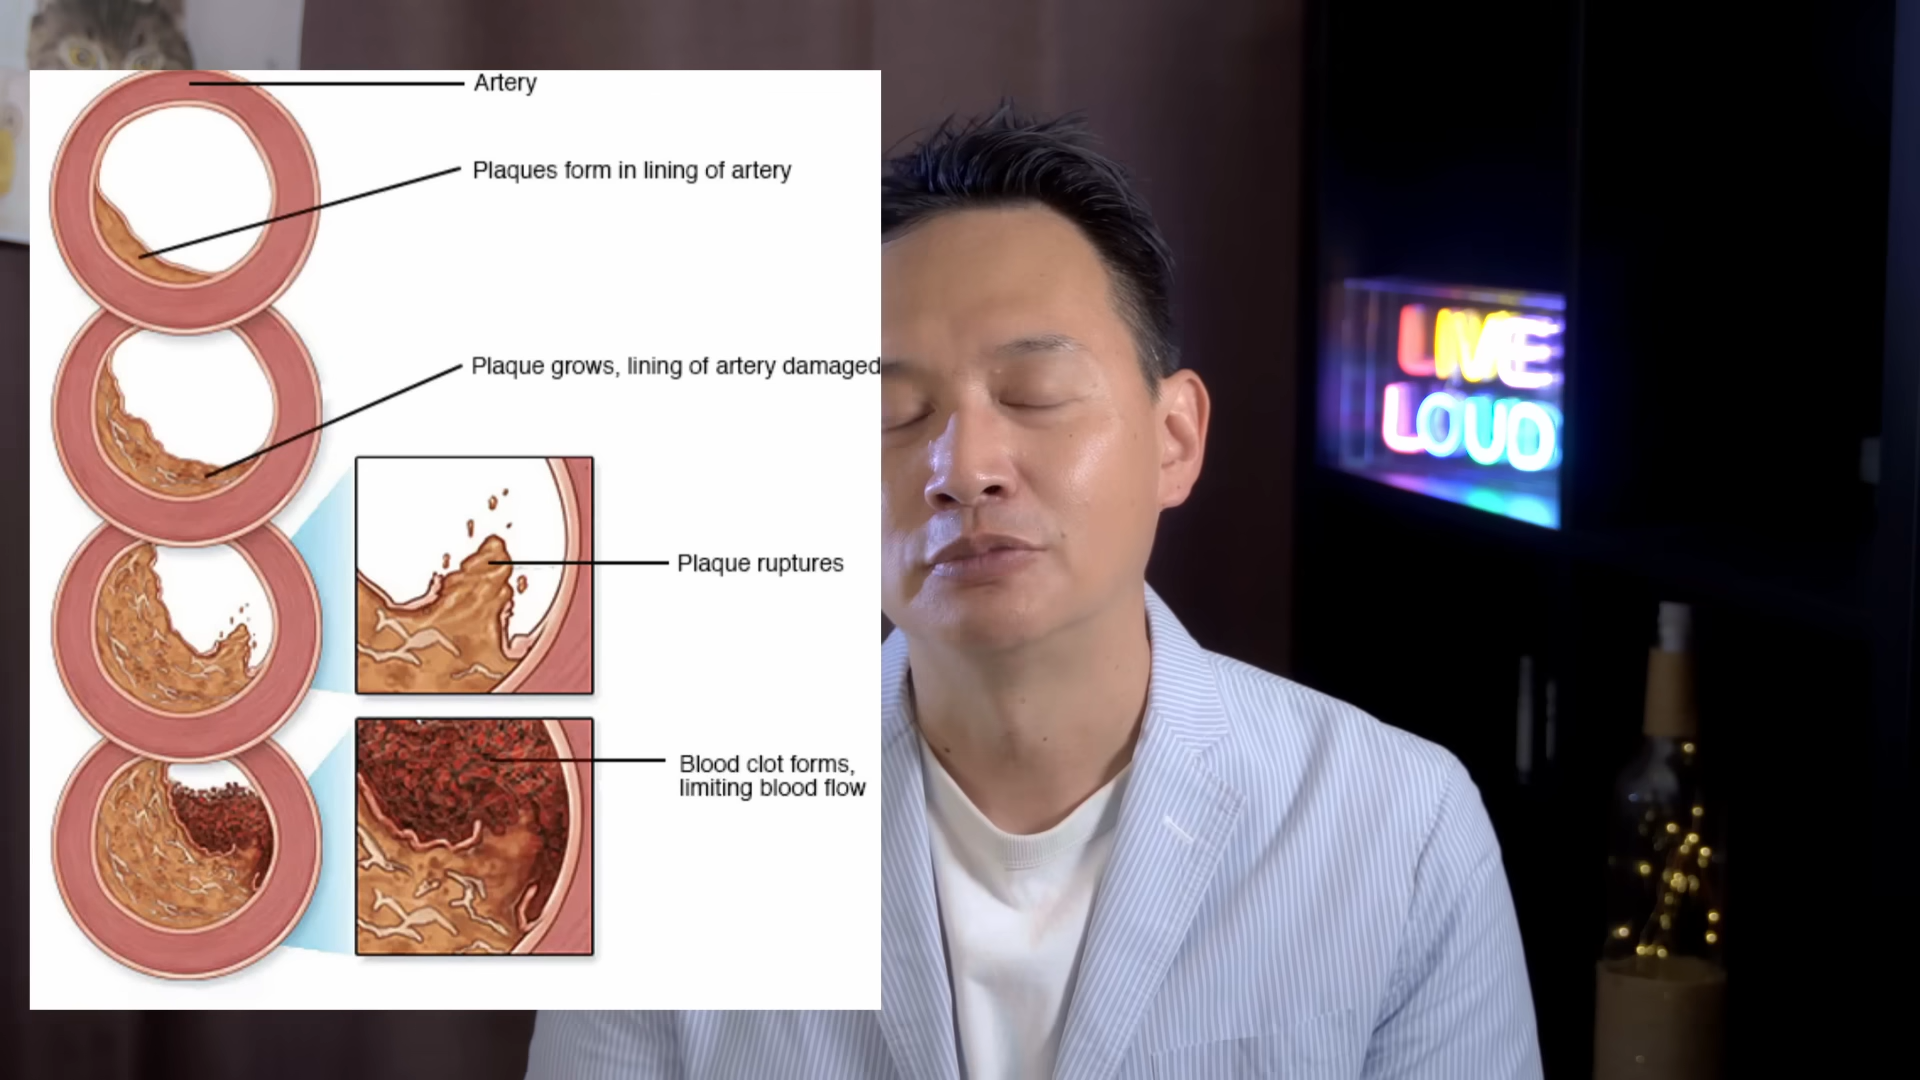 Artery
Plaques form in lining of artery
Plaque grows, lining of artery damaged
Plaque ruptures
Blood clot forms,
limiting blood flow
LIVE
LOUD